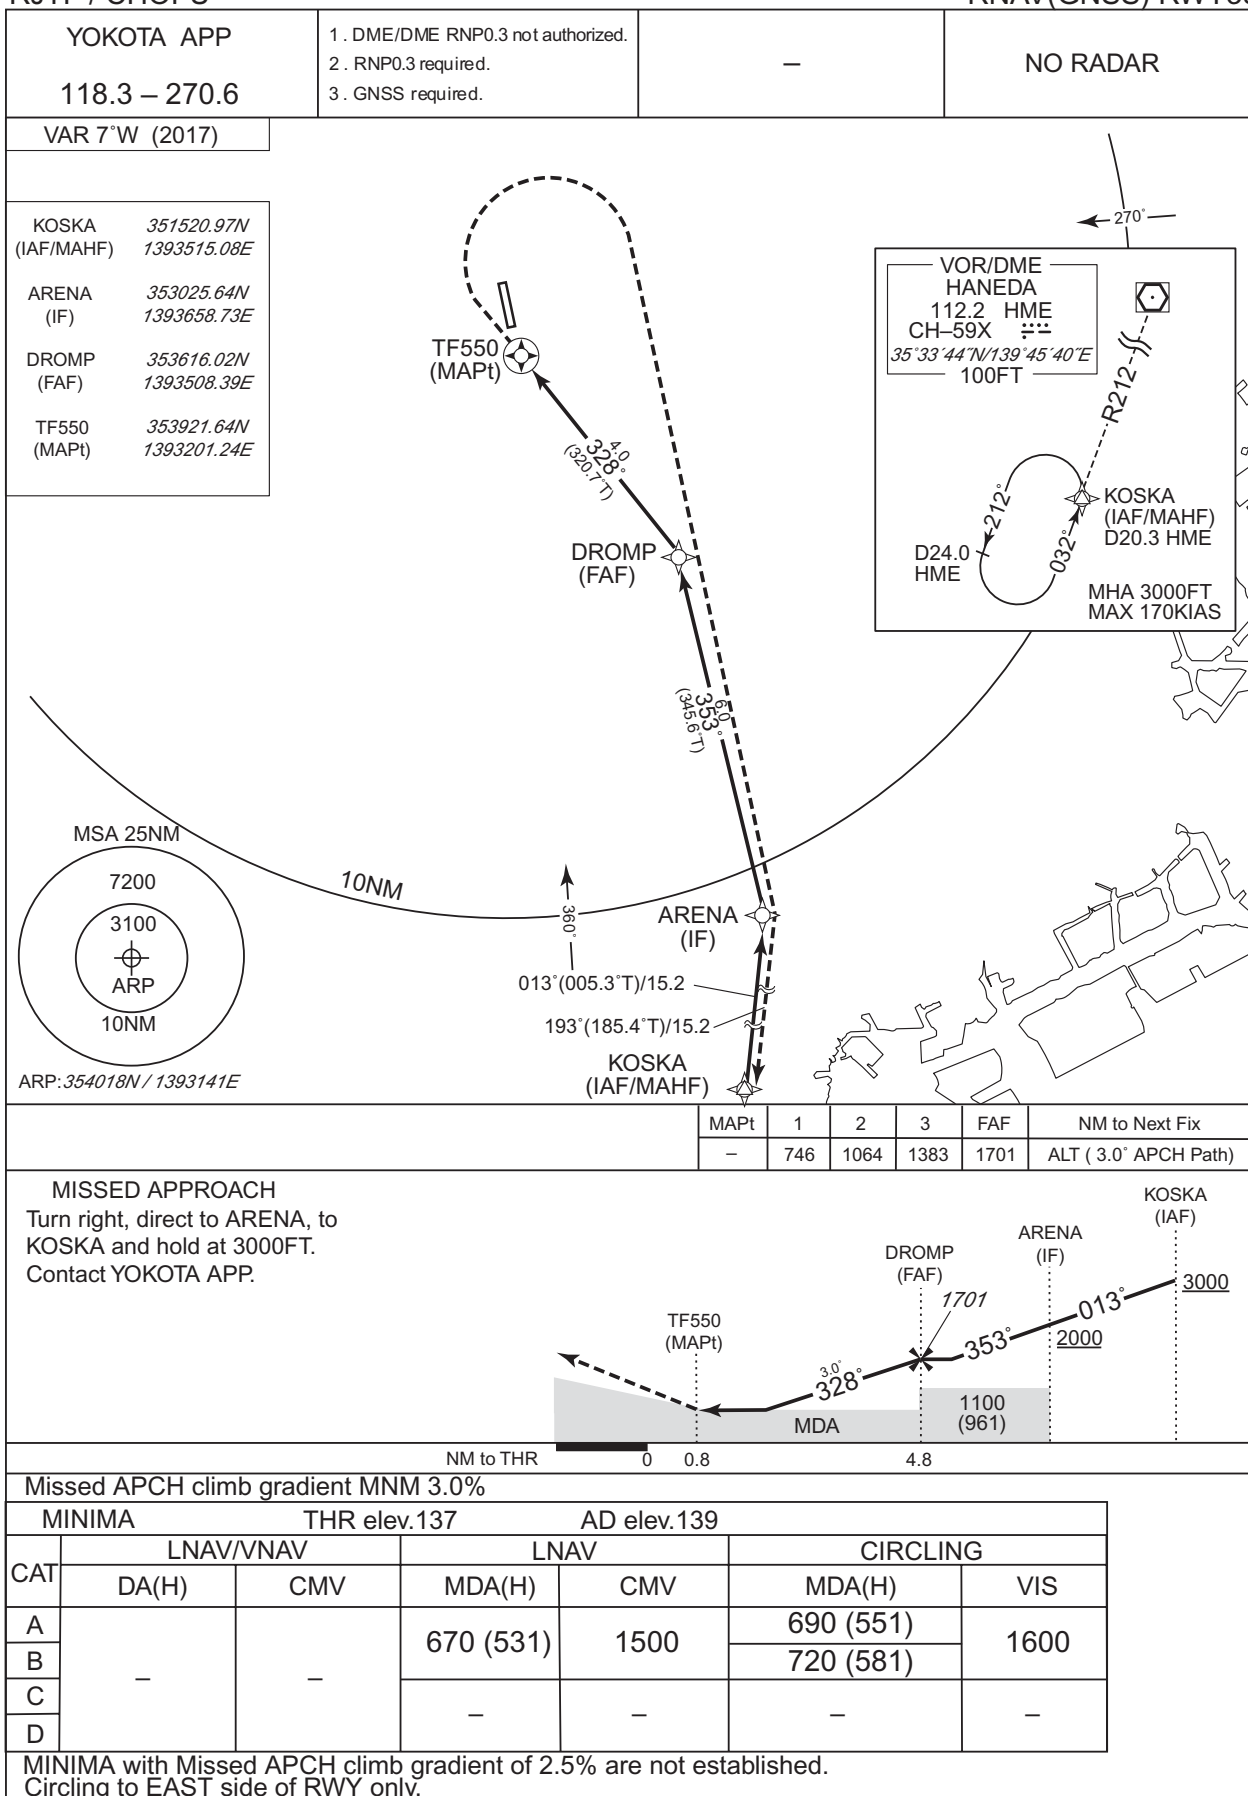 YOKOTA APP
118.3 – 270.6
1 . DME/DME RNP0.3 not authorized.
2 . RNP0.3 required.
3 . GNSS required.
–
NO RADAR
VAR 7°W (2017)
KOSKA 351520.97N
(IAF/MAHF) 1393515.08E
ARENA 353025.64N
(IF) 1393658.73E
DROMP 353616.02N
(FAF) 1393508.39E
TF550 353921.64N
(MAPt) 1393201.24E
270°
VOR/DME
HANEDA
112.2 HME
CH–59X
35°33´44˝N/139°45´40˝E
100FT
R212
212°
032°
KOSKA
(IAF/MAHF)
D20.3 HME
D24.0
HME
MHA 3000FT
MAX 170KIAS
TF550
(MAPt)
4.0
328°
(320.7°T)
DROMP
(FAF)
6.0
353°
(345.6°T)
10NM
360°
ARENA
(IF)
013°(005.3°T)/15.2
193°(185.4°T)/15.2
KOSKA
(IAF/MAHF)
MSA 25NM
7200
3100
ARP
10NM
ARP:354018N / 1393141E
MAPt 1 2 3 FAF NM to Next Fix
– 746 1064 1383 1701 ALT ( 3.0° APCH Path)
MISSED APPROACH
Turn right, direct to ARENA, to
KOSKA and hold at 3000FT.
Contact YOKOTA APP.
KOSKA
(IAF)
ARENA
(IF)
DROMP
(FAF)
1701
TF550
(MAPt)
3000
013°
2000
353°
3.0°
328°
1100
(961)
MDA
NM to THR 0 0.8 4.8
Missed APCH climb gradient MNM 3.0%
MINIMA THR elev.137 AD elev.139
CAT LNAV/VNAV LNAV CIRCLING
DA(H) CMV MDA(H) CMV MDA(H) VIS
A – – 670 (531) 1500 690 (551) 1600
B 720 (581)
C – – – –
D
MINIMA with Missed APCH climb gradient of 2.5% are not established.
Circling to EAST side of RWY only.